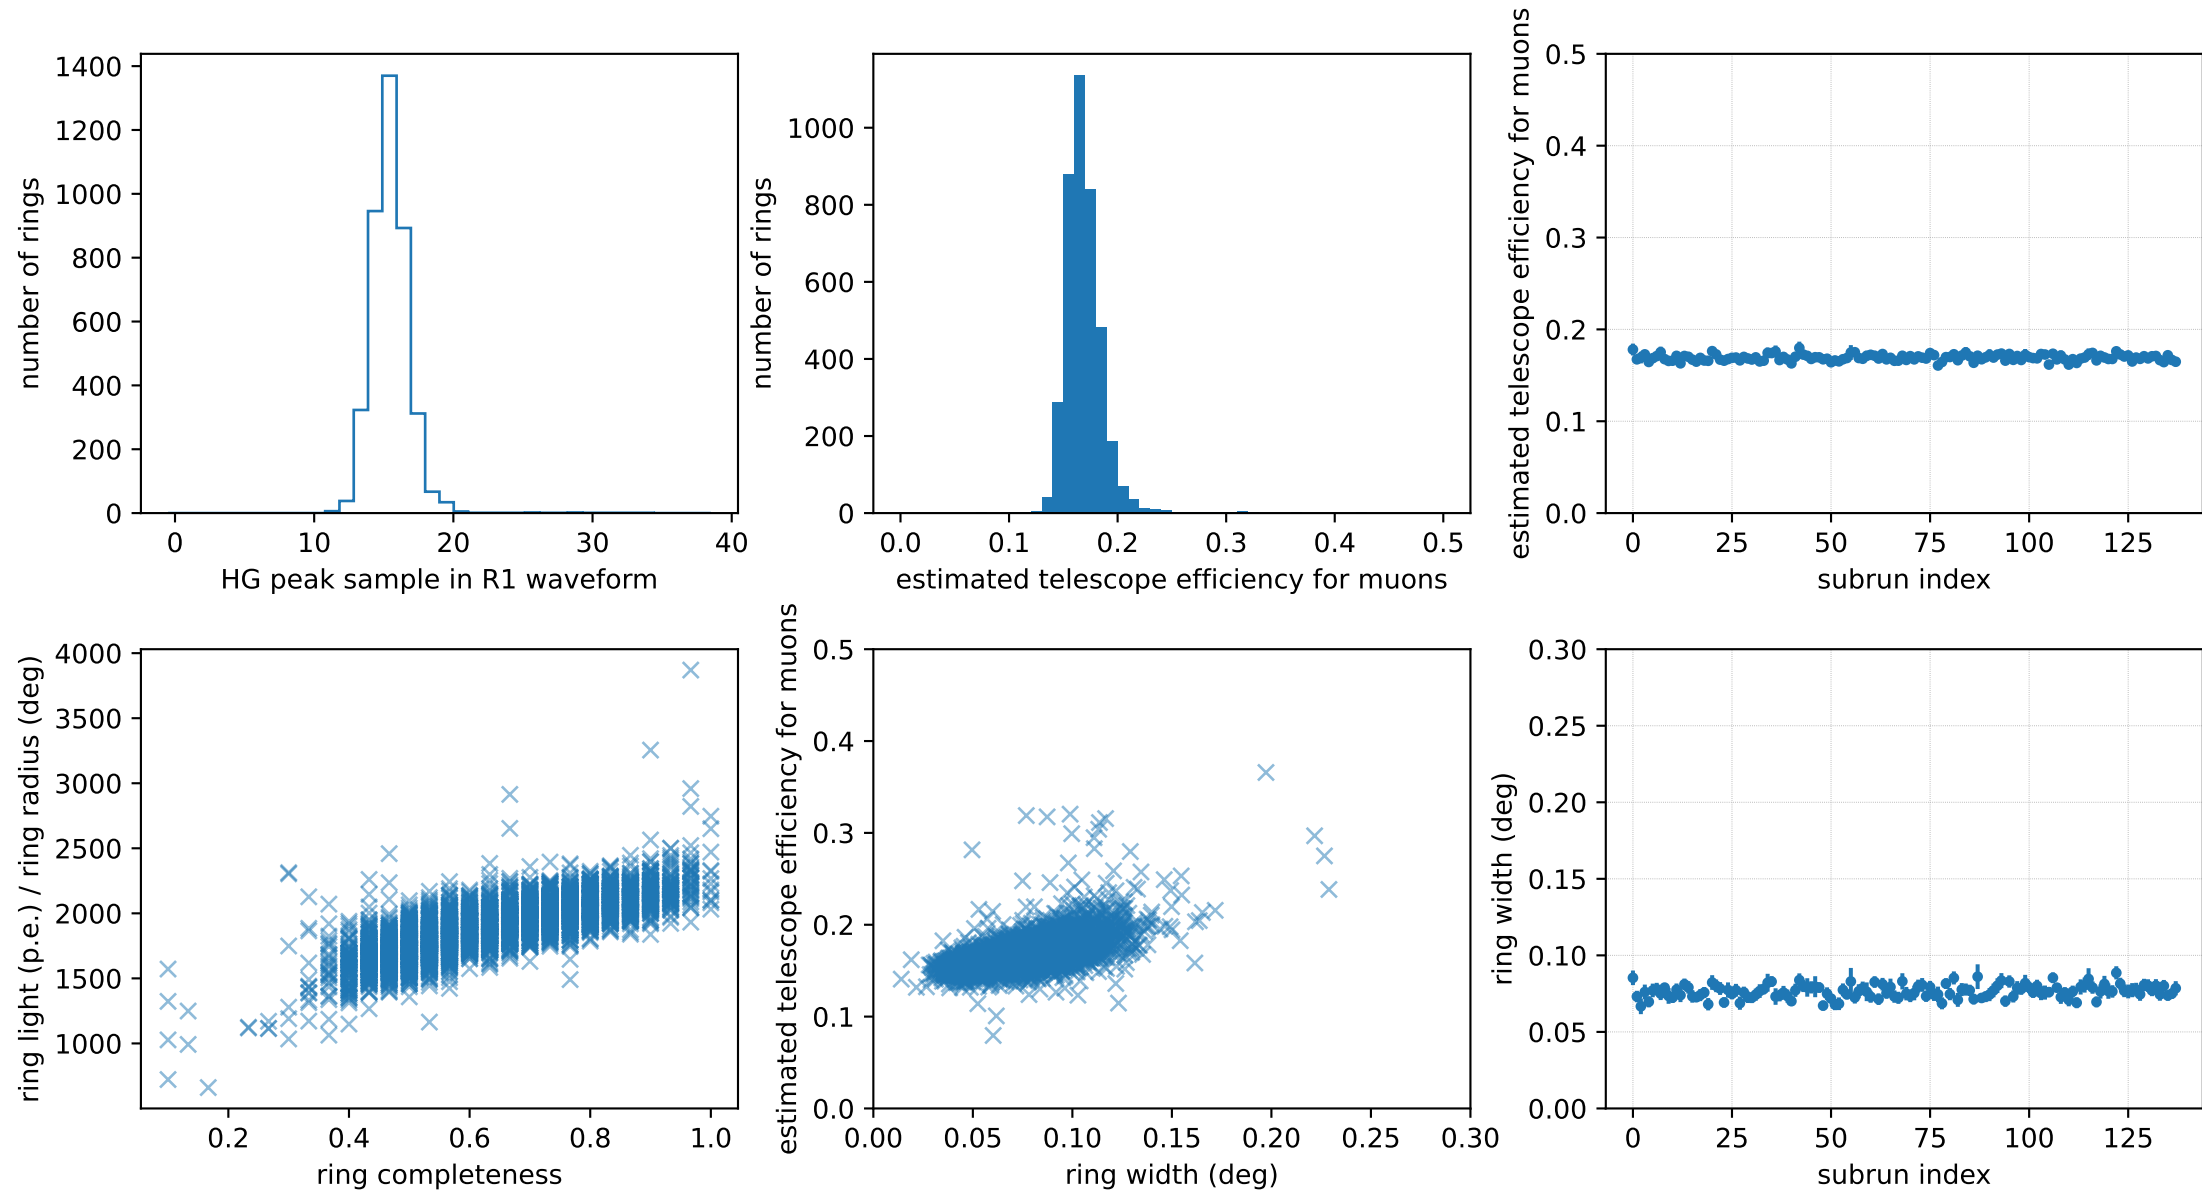 number of rings
1400
1200
1000
800
600
400
200
0
0 10 20 30 40
HG peak sample in R1 waveform
number of rings
1000
800
600
400
200
0
0.0 0.1 0.2 0.3 0.4 0.5
estimated telescope efficiency for muons
estimated telescope efficiency for muons
0.5
0.4
0.3
0.2
0.1
0.0
0 25 50 75 100 125
subrun index
ring light (p.e.) / ring radius (deg)
4000
3500
3000
2500
2000
1500
1000
0.2 0.4 0.6 0.8 1.0
ring completeness
estimated telescope efficiency for muons
0.5
0.4
0.3
0.2
0.1
0.0
0.00 0.05 0.10 0.15 0.20 0.25 0.30
ring width (deg)
ring width (deg)
0.30
0.25
0.20
0.15
0.10
0.05
0.00
0 25 50 75 100 125
subrun index